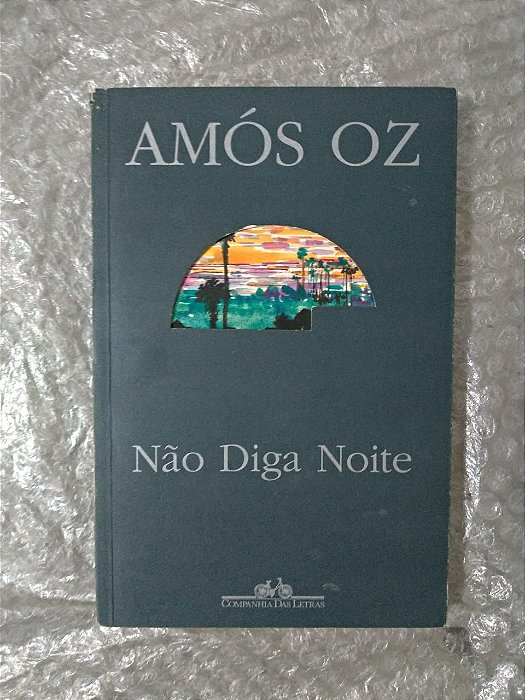 AMÓS OZ
Não Diga Noite
COMPANHIA DAS LETRAS